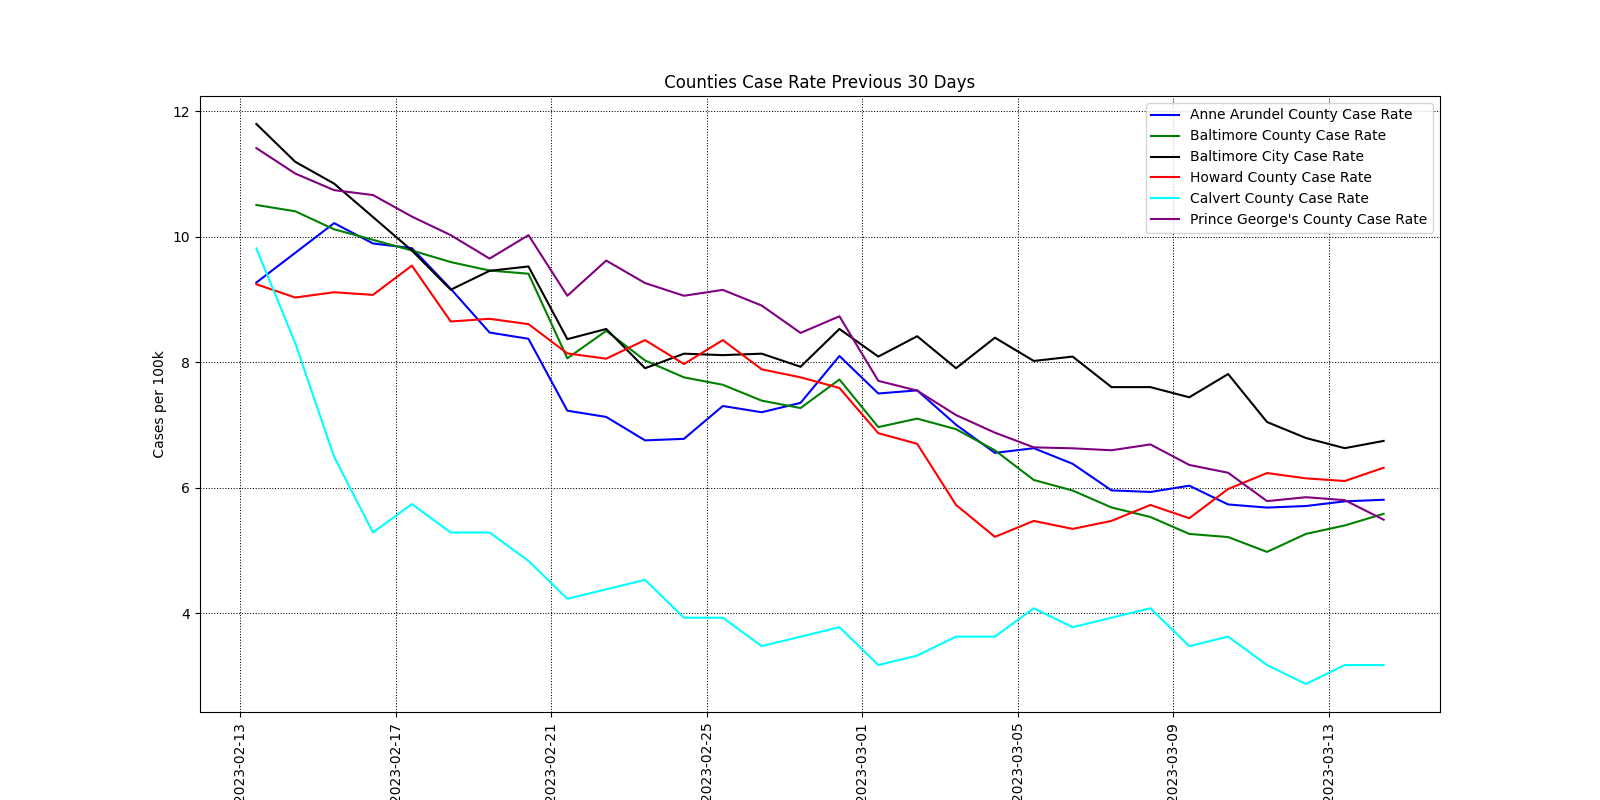 Counties Case Rate Previous 30 Days
Cases per 100k
12
10
8
6
4
Anne Arundel County Case Rate
Baltimore County Case Rate
Baltimore City Case Rate
Howard County Case Rate
Calvert County Case Rate
Prince George's County Case Rate
2023-02-13
2023-02-17
2023-02-21
2023-02-25
2023-03-01
2023-03-05
2023-03-09
2023-03-13